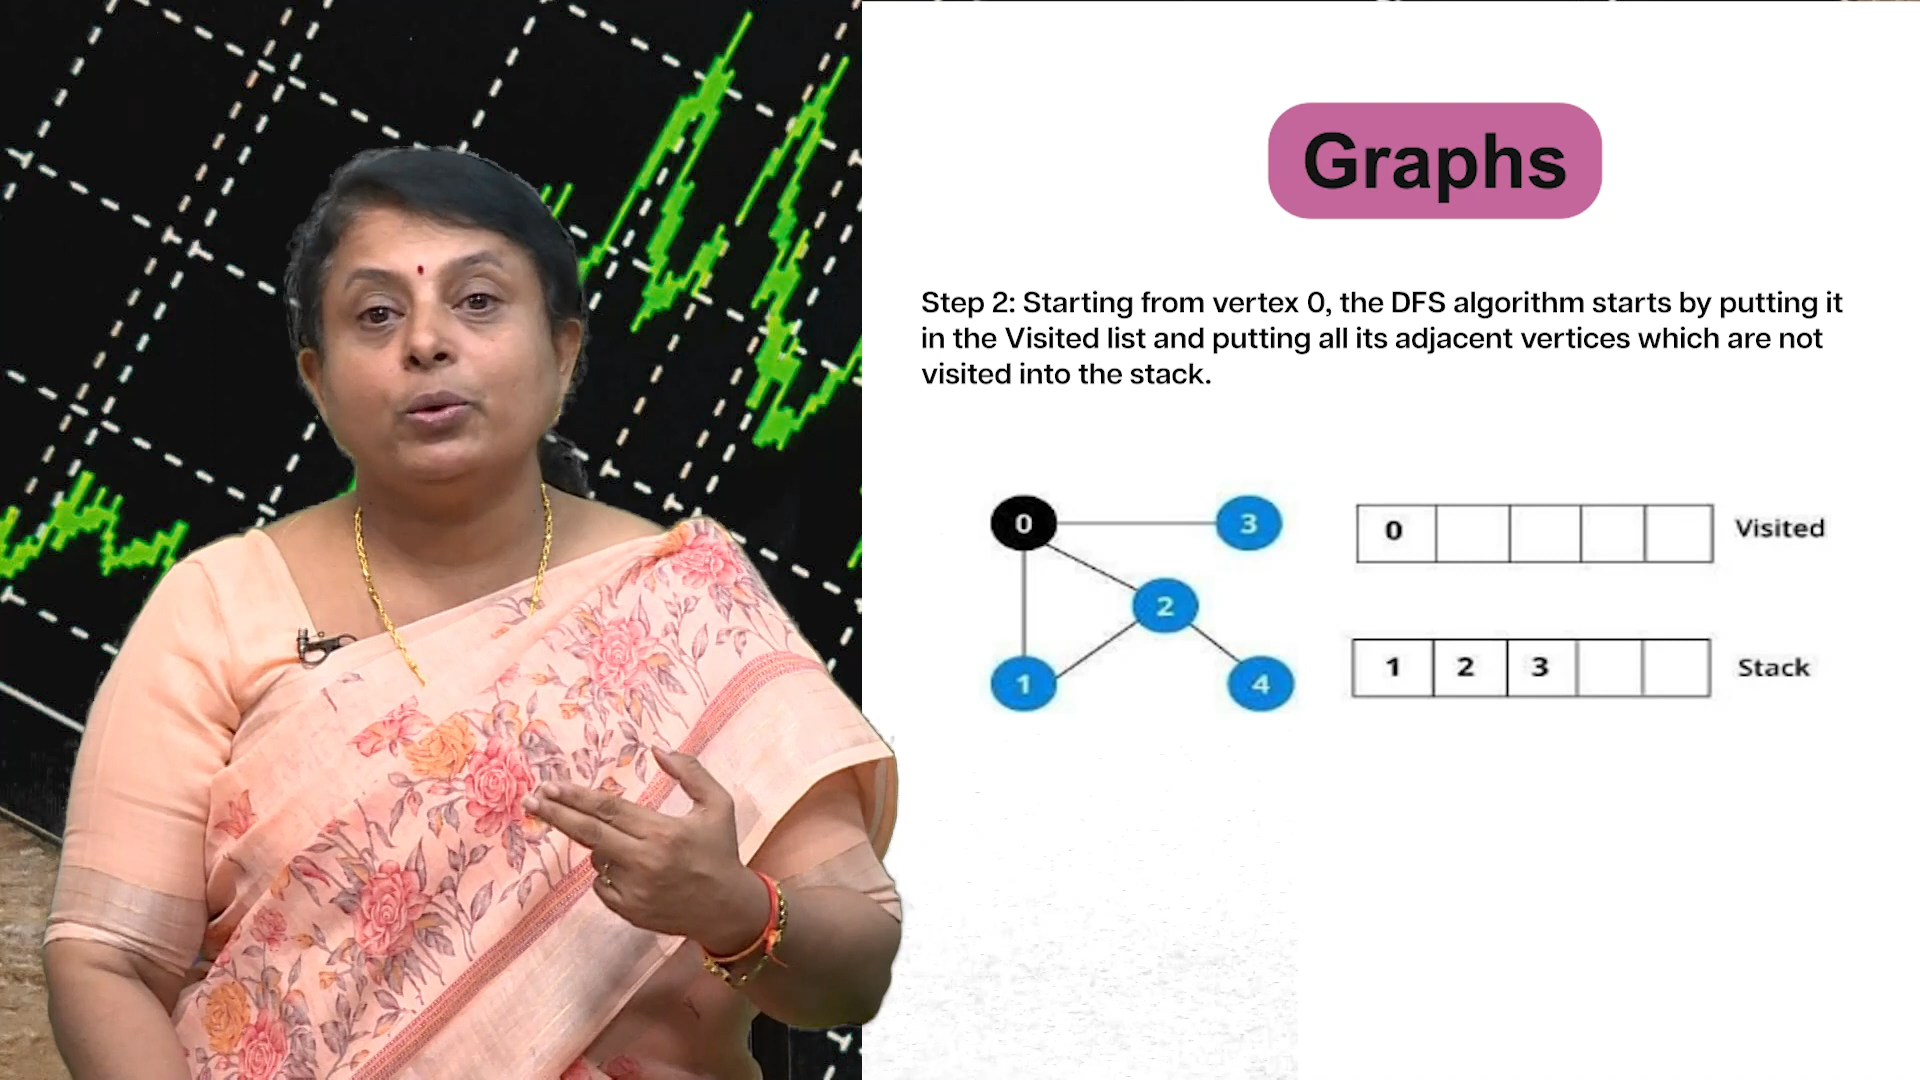 Graphs
Step 2: Starting from vertex 0, the DFS algorithm starts by putting it
in the Visited list and putting all its adjacent vertices which are not
visited into the stack.
0 3
2
1 4
0 Visited
1 2 3 Stack